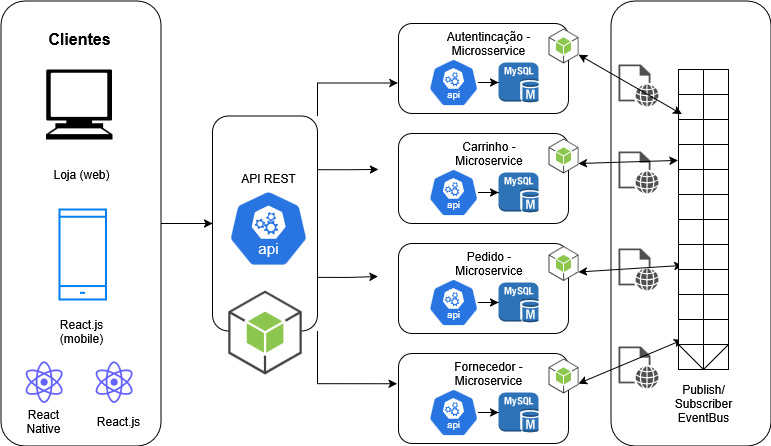 Clientes
Loja (web)
React.js
(mobile)
React
Native
React.js
API REST
api
Autentincação -
Microsservice
api
MySQL
M
Carrinho -
Microservice
api
MySQL
M
Pedido -
Microservice
api
MySQL
M
Fornecedor -
Microservice
api
MySQL
M
Publish/
Subscriber
EventBus